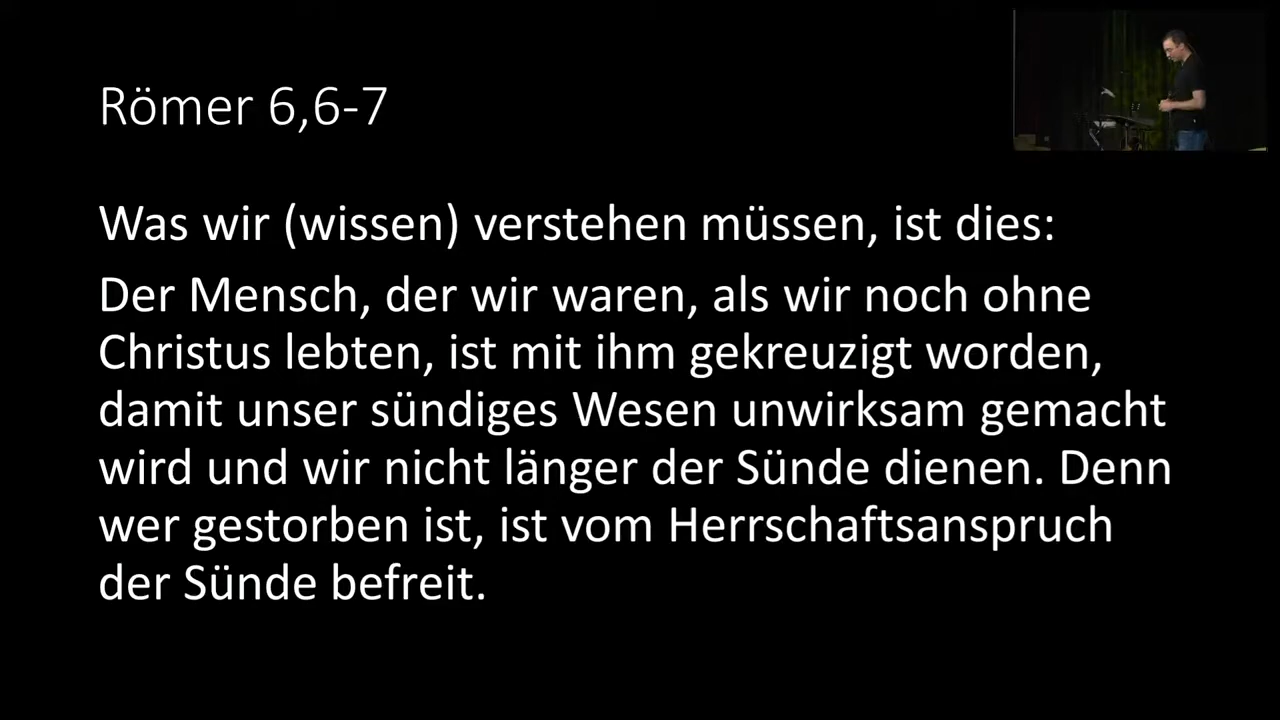 Römer 6,6-7
Was wir (wissen) verstehen müssen, ist dies:
Der Mensch, der wir waren, als wir noch ohne
Christus lebten, ist mit ihm gekreuzigt worden,
damit unser sündiges Wesen unwirksam gemacht
wird und wir nicht länger der Sünde dienen. Denn
wer gestorben ist, ist vom Herrschaftsanspruch
der Sünde befreit.